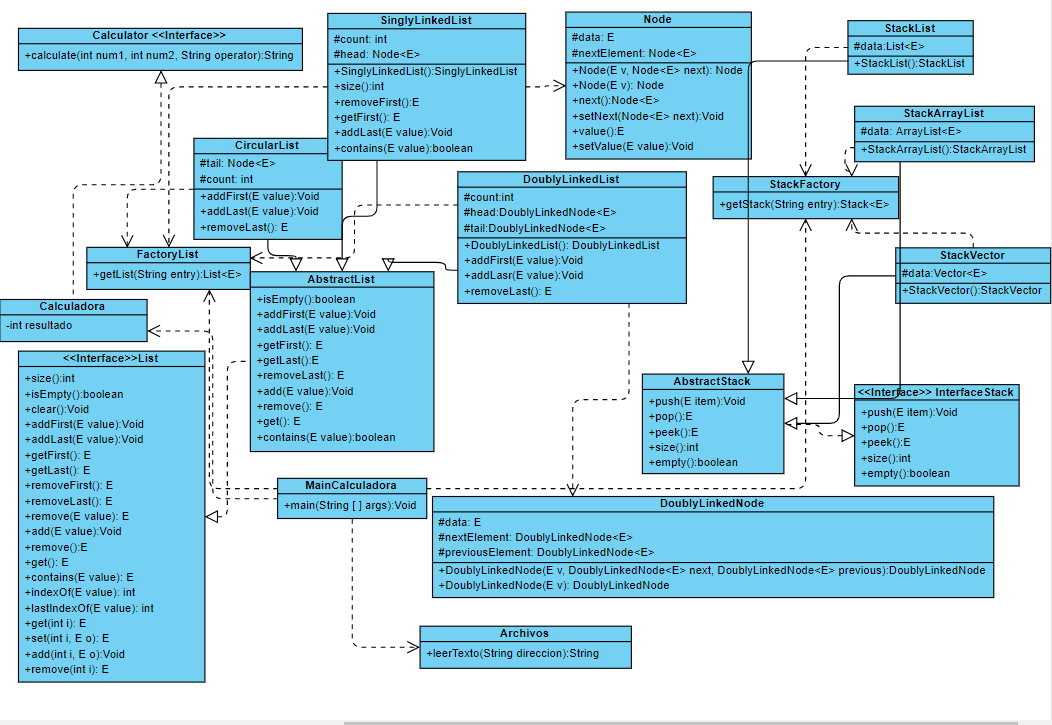 Calculator <<Interface>>
+calculate(int num1, int num2, String operator):String
SinglyLinkedList
#count: int
#head: Node<E>
+SinglyLinkedList():SinglyLinkedList
+size():int
+removeFirst():E
+getFirst(): E
+addLast(E value):Void
+contains(E value):boolean
Node
#data: E
#nextElement: Node<E>
+Node(E v, Node<E> next): Node
+Node(E v): Node
+next():Node<E>
+setNext(Node<E> next):Void
+value():E
+setValue(E value):Void
StackList
#data:List<E>
+StackList():StackList
StackArrayList
#data: ArrayList<E>
+StackArrayList():StackArrayList
CircularList
#tail: Node<E>
#count: int
+addFirst(E value):Void
+addLast(E value):Void
+removeLast(): E
DoublyLinkedList
#count:int
#head:DoublyLinkedNode<E>
#tail:DoublyLinkedNode<E>
+DoublyLinkedList(): DoublyLinkedList
+addFirst(E value):Void
+addLasr(E value):Void
+removeLast(): E
StackFactory
+getStack(String entry):Stack<E>
FactoryList
+getList(String entry):List<E>
StackVector
#data:Vector<E>
+StackVector():StackVector
AbstractList
+isEmpty():boolean
+addFirst(E value):Void
+addLast(E value):Void
+getFirst(): E
+getLast():E
+removeLast(): E
+add(E value):Void
+remove(): E
+get(): E
+contains(E value):boolean
Calculadora
-int resultado
<<Interface>>List
+size():int
+isEmpty():boolean
+clear():Void
+addFirst(E value):Void
+addLast(E value):Void
+getFirst(): E
+getLast(): E
+removeFirst(): E
+removeLast(): E
+remove(E value): E
+add(E value):Void
+remove():E
+get(): E
+contains(E value): E
+indexOf(E value): int
+lastIndexOf(E value): int
+get(int i): E
+set(int i, E o): E
+add(int i, E o):Void
+remove(int i): E
AbstractStack
+push(E item):Void
+pop():E
+peek():E
+size():int
+empty():boolean
<<Interface>> InterfaceStack
+push(E item):Void
+pop():E
+peek():E
+size():int
+empty():boolean
MainCalculadora
+main(String [ ] args):Void
DoublyLinkedNode
#data: E
#nextElement: DoublyLinkedNode<E>
#previousElement: DoublyLinkedNode<E>
+DoublyLinkedNode(E v, DoublyLinkedNode<E> next, DoublyLinkedNode<E> previous):DoublyLinkedNode
+DoublyLinkedNode(E v): DoublyLinkedNode
Archivos
+leerTexto(String direccion):String